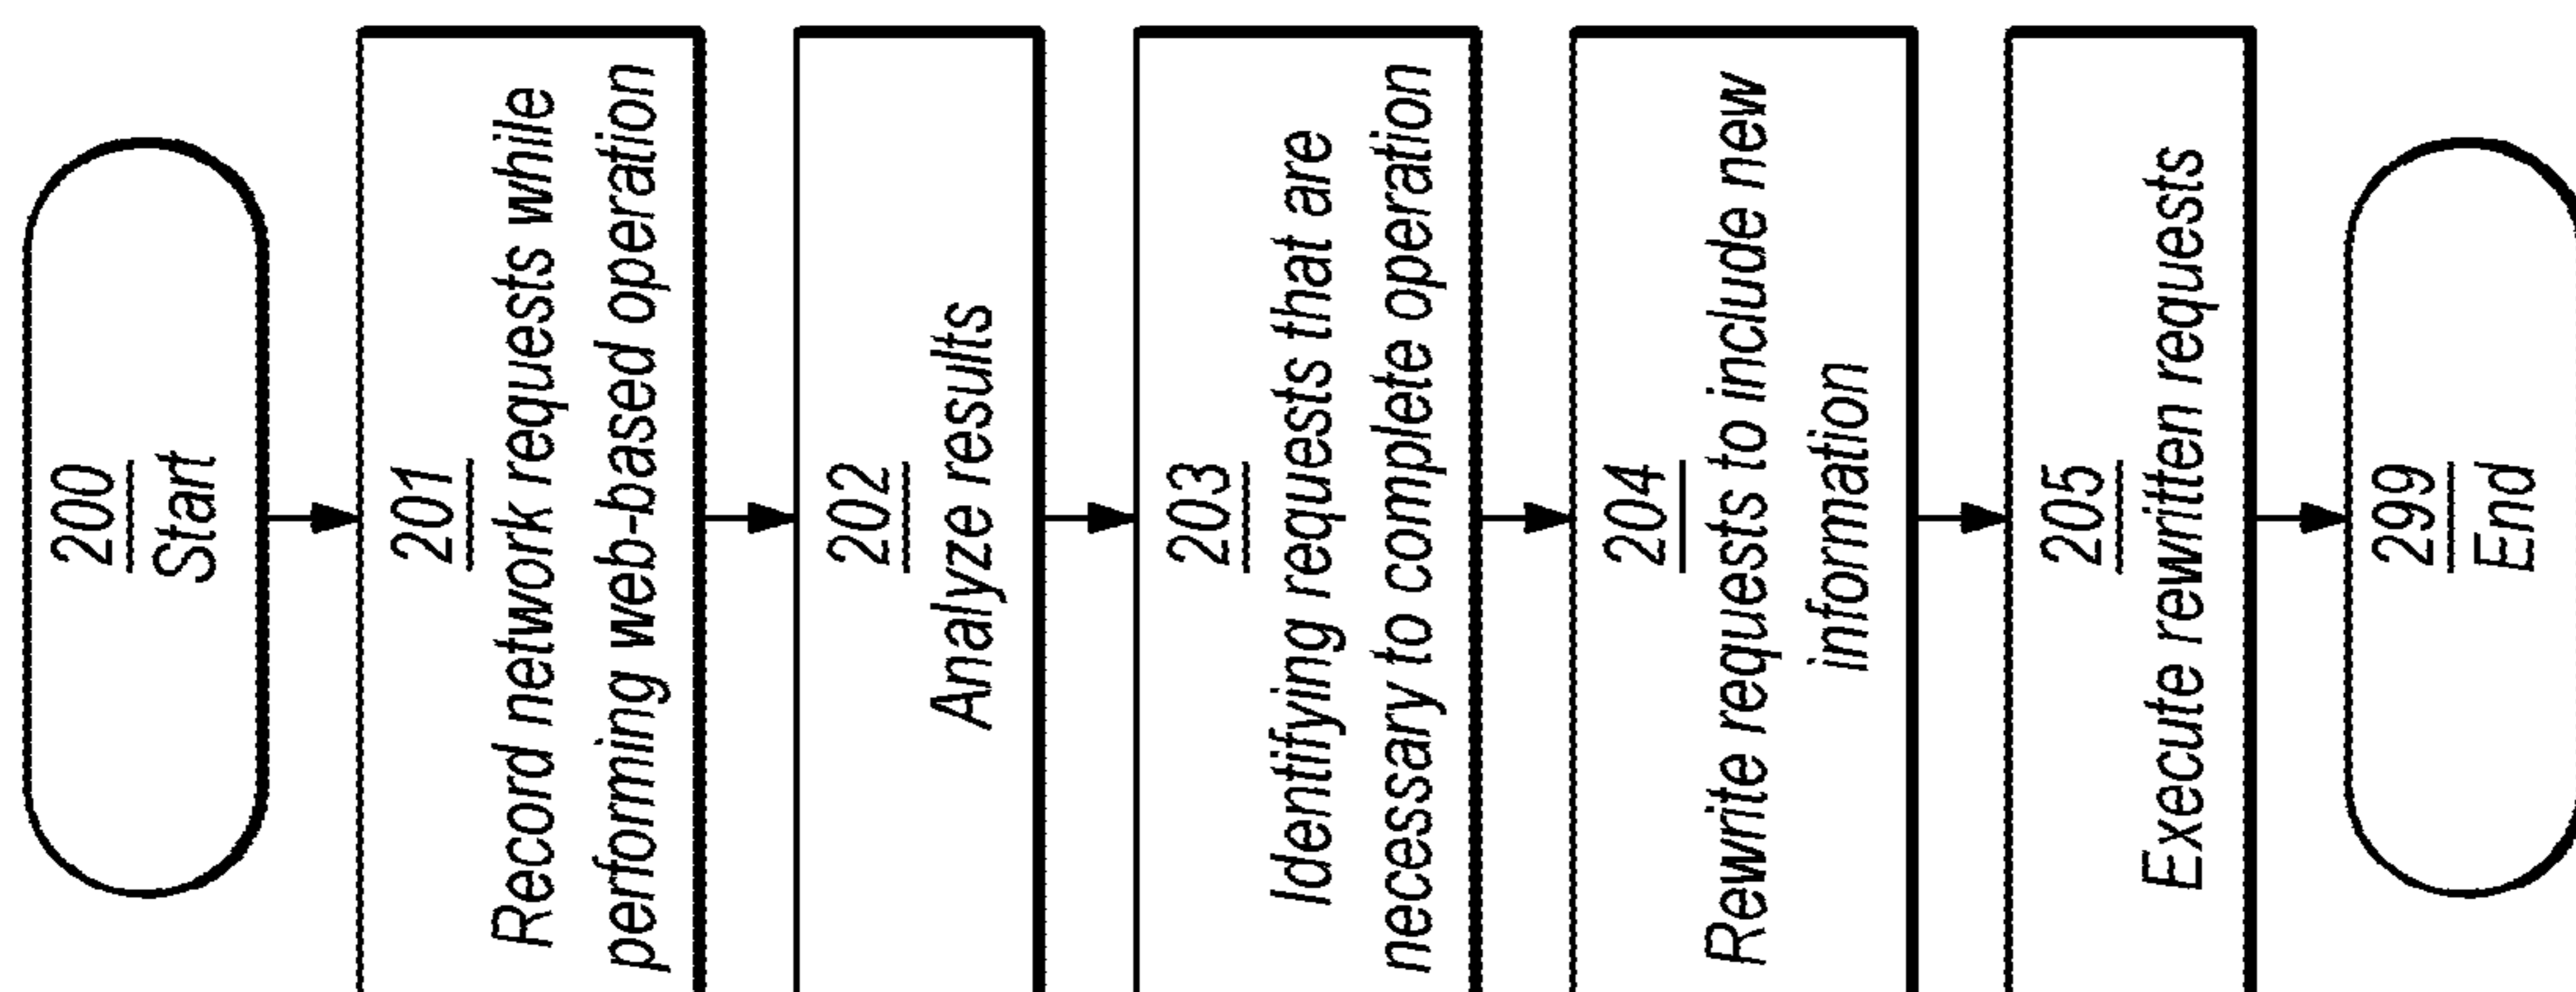 200
Start
201
Record network requests while
performing web-based operation
202
Analyze results
203
Identifying requests that are
necessary to complete operation
204
Rewrite requests to include new
information
205
Execute rewritten requests
299
End